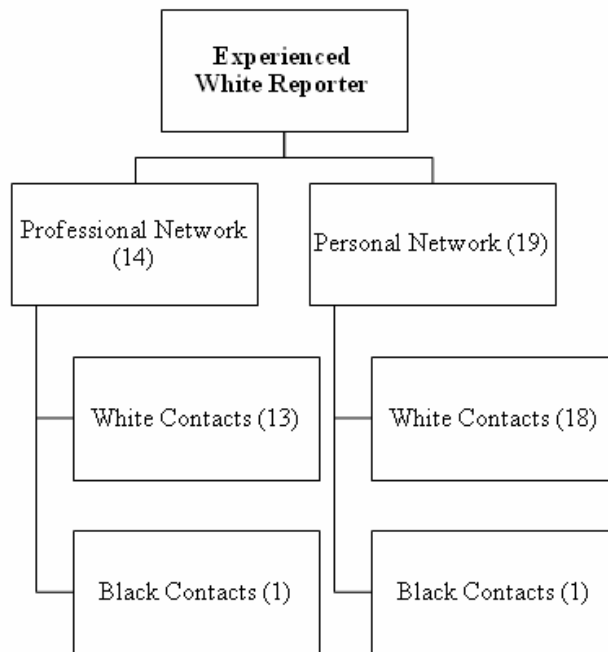 Experienced
White Reporter
Professional Network
(14)
Personal Network (19)
White Contacts (13)
White Contacts (18)
Black Contacts (1)
Black Contacts (1)